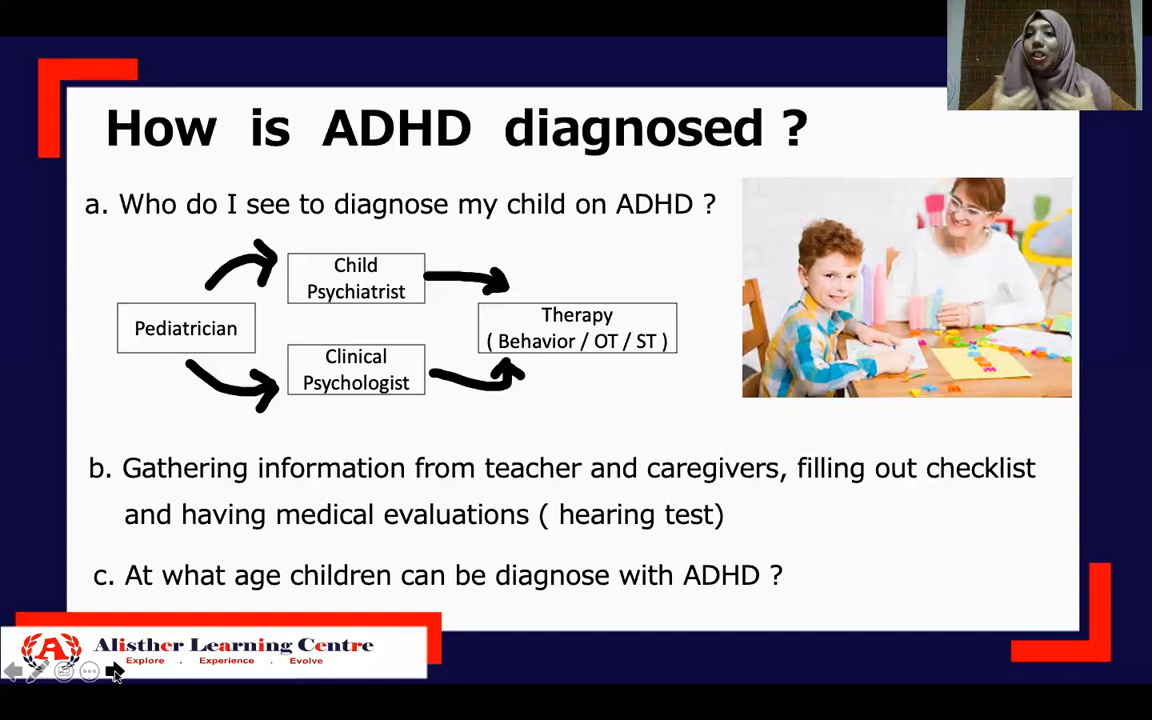 How is ADHD diagnosed ?
a. Who do I see to diagnose my child on ADHD ?
Pediatrician
Child
Psychiatrist
Clinical
Psychologist
Therapy
( Behavior / OT / ST )
b. Gathering information from teacher and caregivers, filling out checklist
and having medical evaluations ( hearing test)
c. At what age children can be diagnose with ADHD ?
A
Alisther Learning Centre
Explore . Experience . Evolve